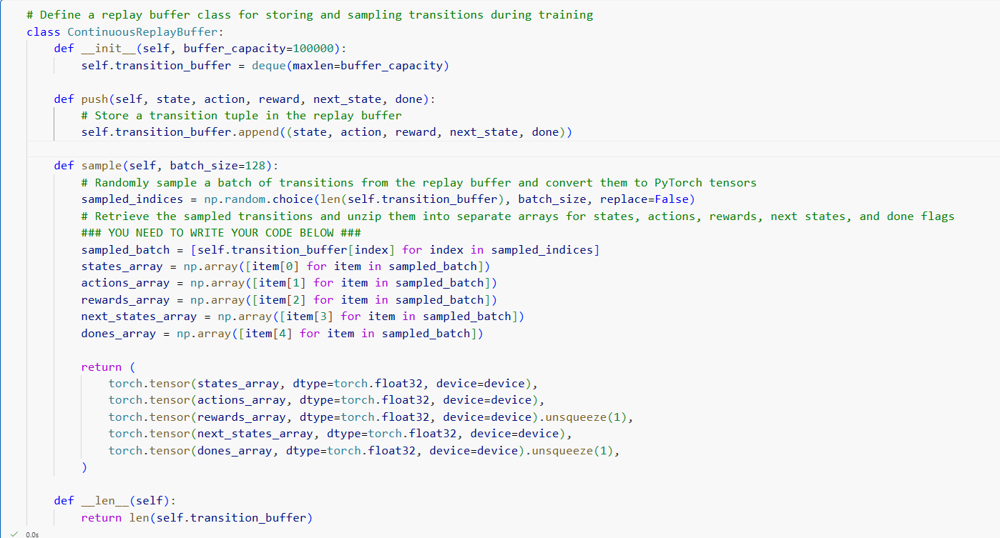 # Define a replay buffer class for storing and sampling transitions during training
class ContinuousReplayBuffer:
    def __init__(self, buffer_capacity=100000):
        self.transition_buffer = deque(maxlen=buffer_capacity)

    def push(self, state, action, reward, next_state, done):
        # Store a transition tuple in the replay buffer
        self.transition_buffer.append((state, action, reward, next_state, done))

    def sample(self, batch_size=128):
        # Randomly sample a batch of transitions from the replay buffer and convert them to PyTorch tensors
        sampled_indices = np.random.choice(len(self.transition_buffer), batch_size, replace=False)
        # Retrieve the sampled transitions and unzip them into separate arrays for states, actions, rewards, next states, and done flags
        ### YOU NEED TO WRITE YOUR CODE BELOW ###
        sampled_batch = [self.transition_buffer[index] for index in sampled_indices]
        states_array = np.array([item[0] for item in sampled_batch])
        actions_array = np.array([item[1] for item in sampled_batch])
        rewards_array = np.array([item[2] for item in sampled_batch])
        next_states_array = np.array([item[3] for item in sampled_batch])
        dones_array = np.array([item[4] for item in sampled_batch])

        return (
            torch.tensor(states_array, dtype=torch.float32, device=device),
            torch.tensor(actions_array, dtype=torch.float32, device=device),
            torch.tensor(rewards_array, dtype=torch.float32, device=device).unsqueeze(1),
            torch.tensor(next_states_array, dtype=torch.float32, device=device),
            torch.tensor(dones_array, dtype=torch.float32, device=device).unsqueeze(1),
        )

    def __len__(self):
        return len(self.transition_buffer)
0.0s